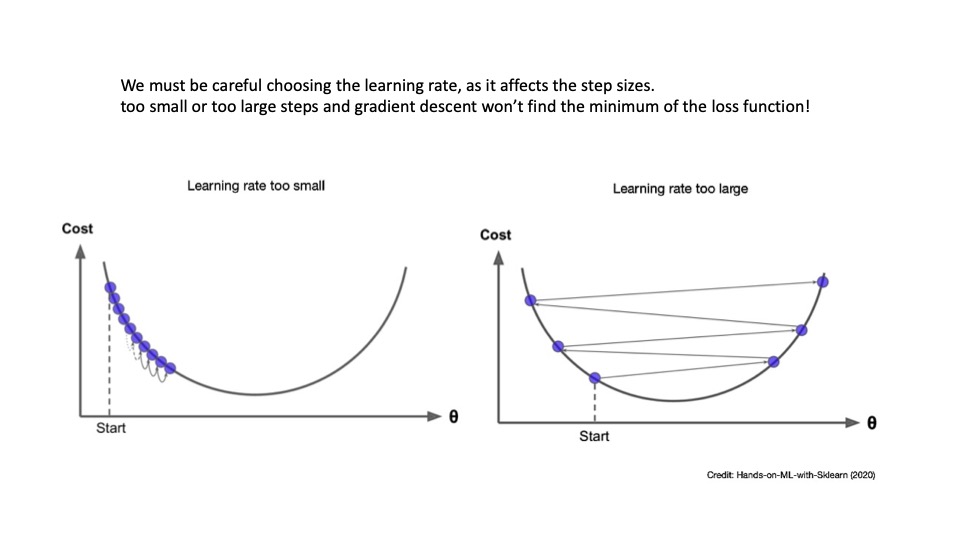 We must be careful choosing the learning rate, as it affects the step sizes.
too small or too large steps and gradient descent won’t find the minimum of the loss function!
Learning rate too small
Learning rate too large
Cost
Cost
θ
θ
Start
Start
Credit: Hands-on-ML-with-Sklearn (2020)